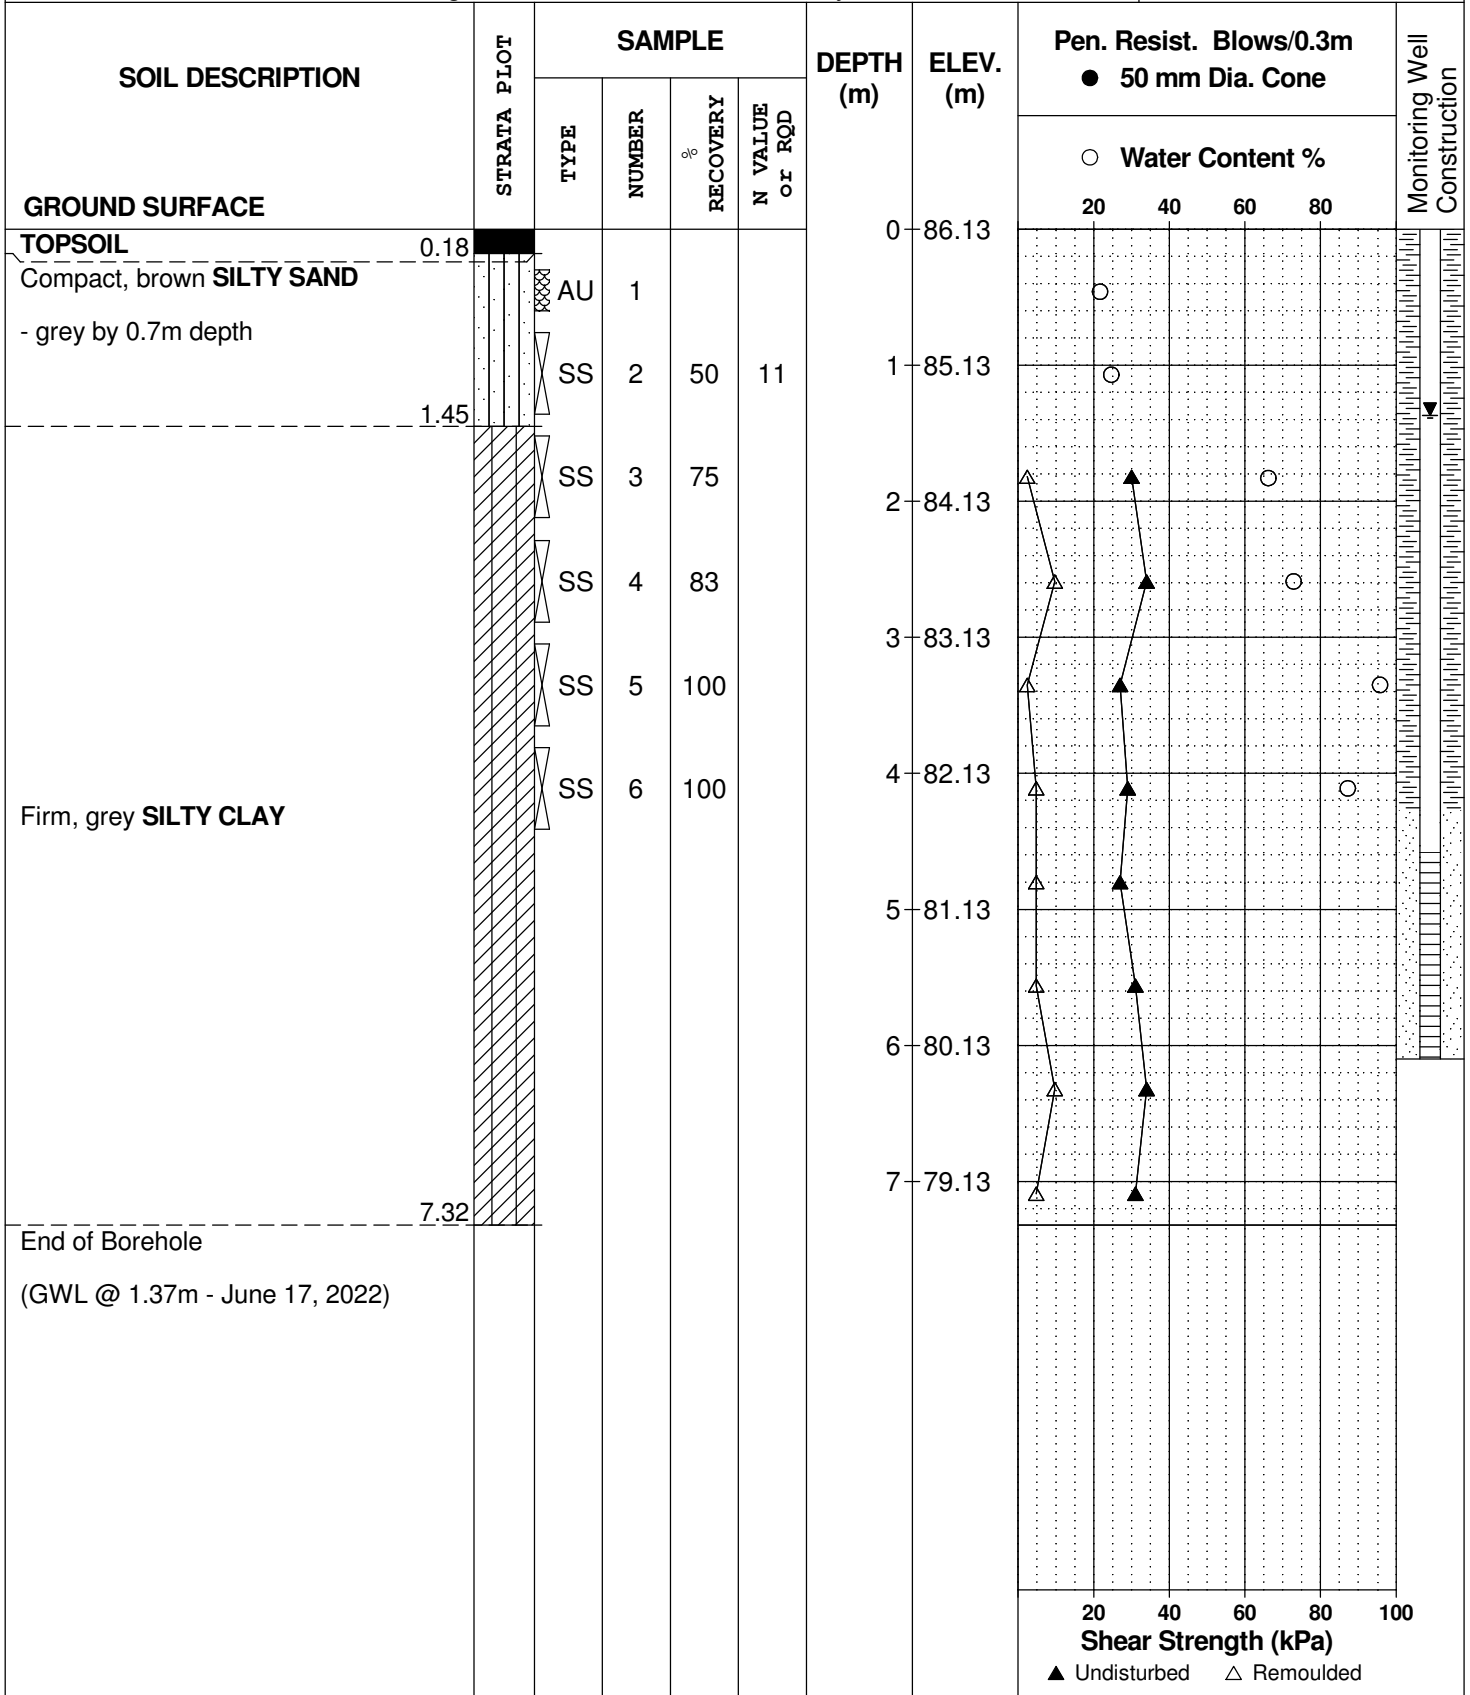 SOIL DESCRIPTION
GROUND SURFACE
STRATA PLOT
SAMPLE
TYPE
NUMBER
% RECOVERY
N VALUE or RQD
DEPTH (m)
ELEV. (m)
Pen. Resist. Blows/0.3m
● 50 mm Dia. Cone
○ Water Content %
20 40 60 80
Monitoring Well Construction
TOPSOIL 0.18
Compact, brown SILTY SAND
- grey by 0.7m depth
1.45
Firm, grey SILTY CLAY
7.32
End of Borehole
(GWL @ 1.37m - June 17, 2022)
AU 1
SS 2 50 11
SS 3 75
SS 4 83
SS 5 100
SS 6 100
0 86.13
1 85.13
2 84.13
3 83.13
4 82.13
5 81.13
6 80.13
7 79.13
20 40 60 80 100
Shear Strength (kPa)
▲ Undisturbed △ Remoulded